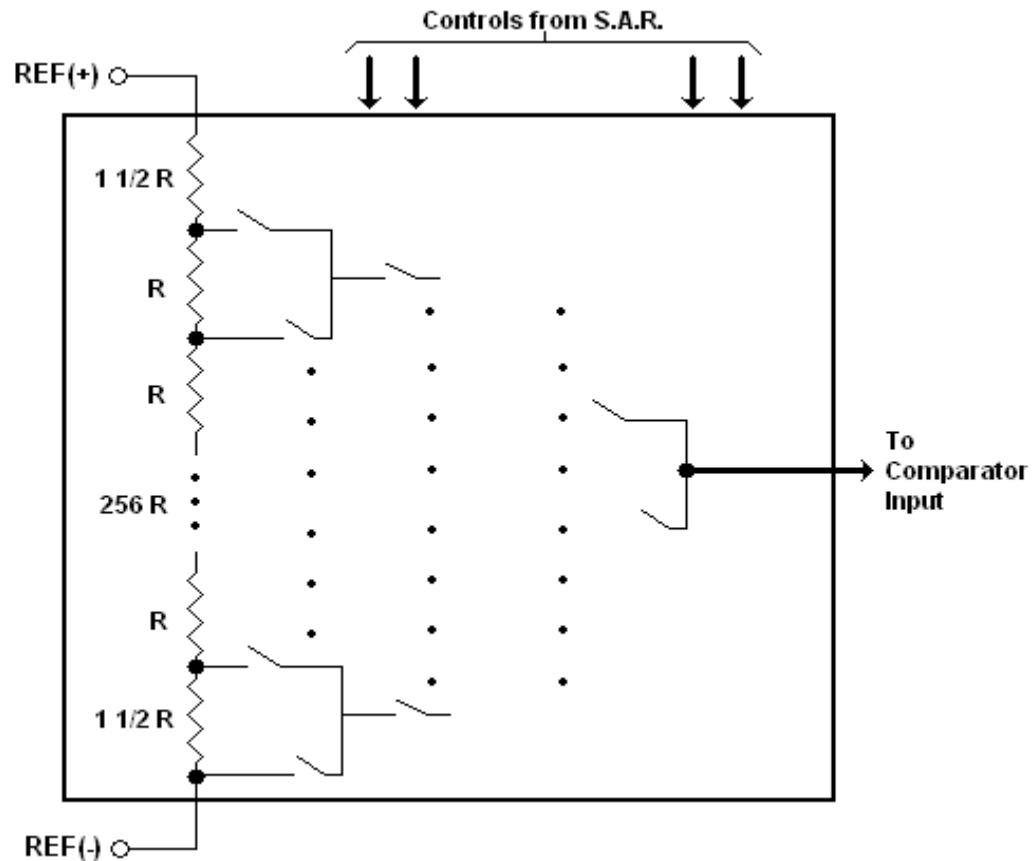 Controls from S.A.R.
REF(+)
1 1/2 R
R
R
256 R
R
1 1/2 R
REF(-)
To
Comparator
Input